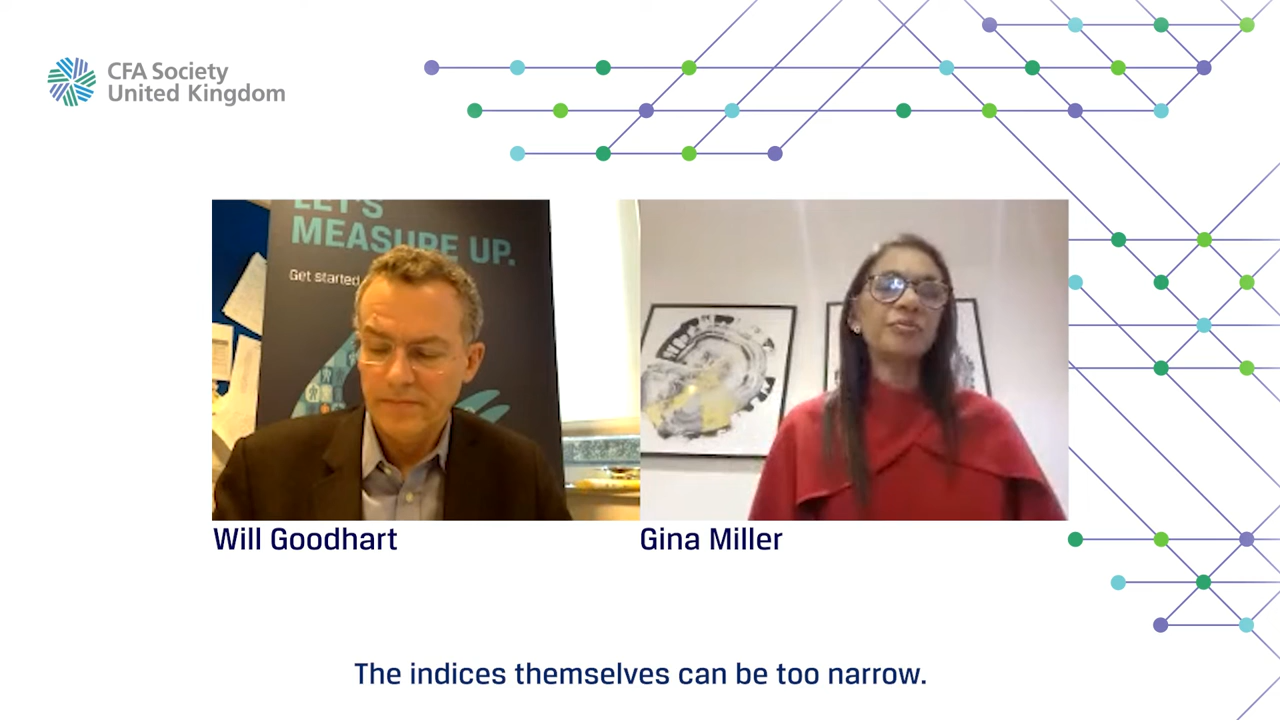 CFA Society
United Kingdom
LET'S
MEASURE UP.
Get started
Will Goodhart
Gina Miller
The indices themselves can be too narrow.